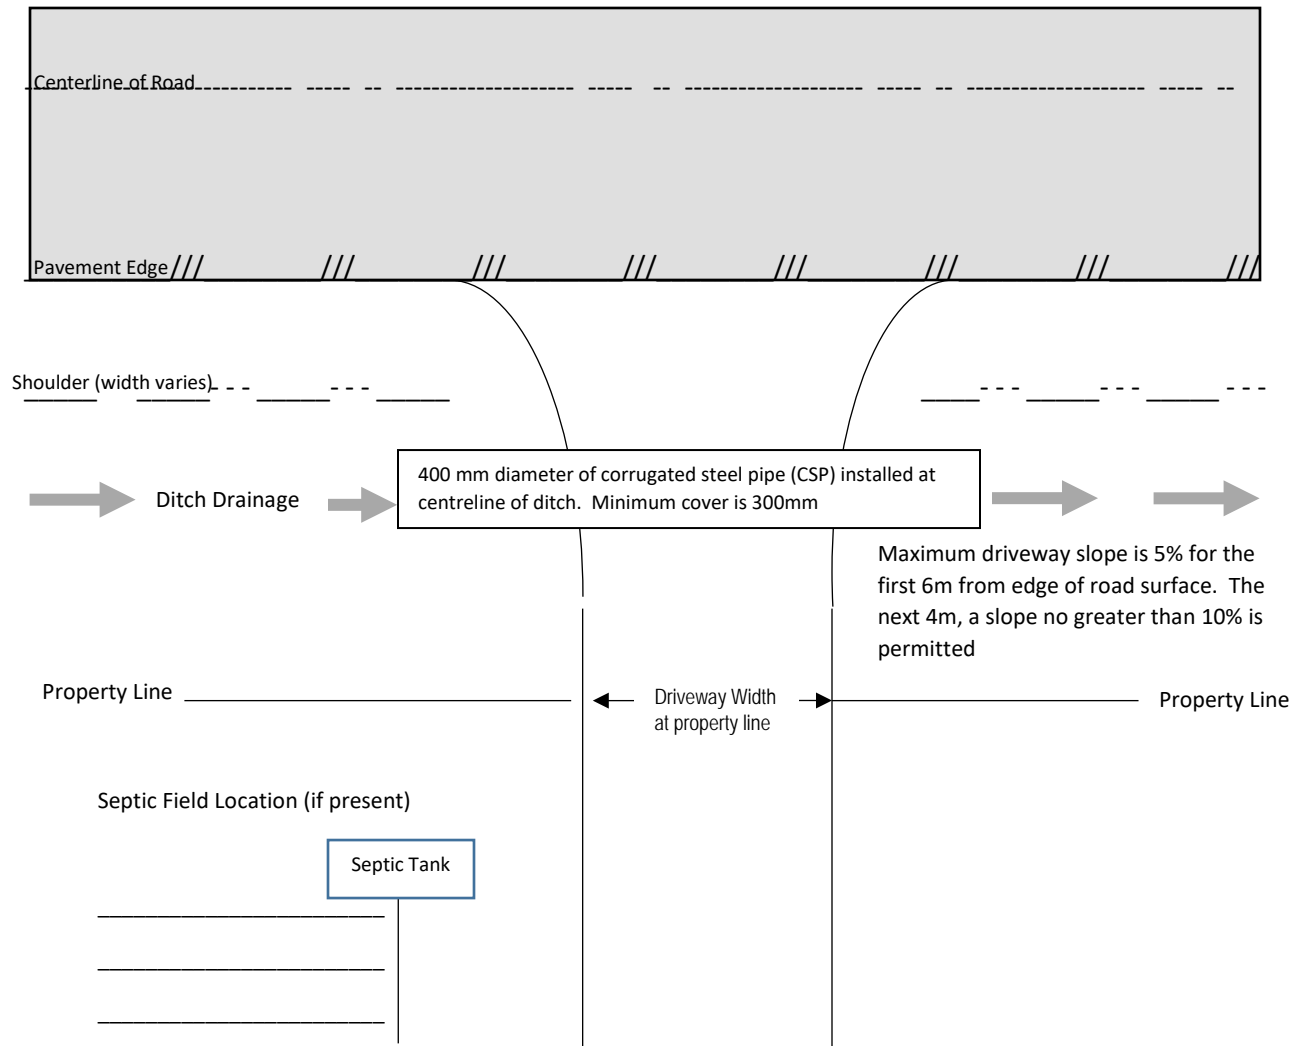 Centerline of Road
Pavement Edge
Shoulder (width varies)
400 mm diameter of corrugated steel pipe (CSP) installed at
centreline of ditch.  Minimum cover is 300mm
Ditch Drainage
Maximum driveway slope is 5% for the
first 6m from edge of road surface.  The
next 4m, a slope no greater than 10% is
permitted
Property Line
Driveway Width
at property line
Property Line
Septic Field Location (if present)
Septic Tank